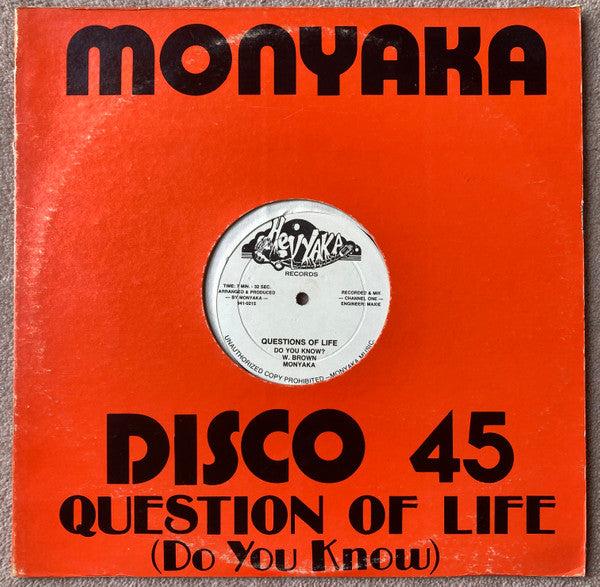 MONYAKA
HevYAKA
RECORDS
TIME: 7 MIN. - 32 SEC.
ARRANGED & PRODUCED
— BY MONYAKA —
941-0215
RECORDED & MIX
— CHANNEL ONE —
ENGINEER: MAXIE
QUESTIONS OF LIFE
DO YOU KNOW?
W. BROWN
MONYAKA
UNAUTHORIZED COPY PROHIBITED – MONYAKA MUSIC.
DISCO 45
QUESTION OF LIFE
(Do You Know)